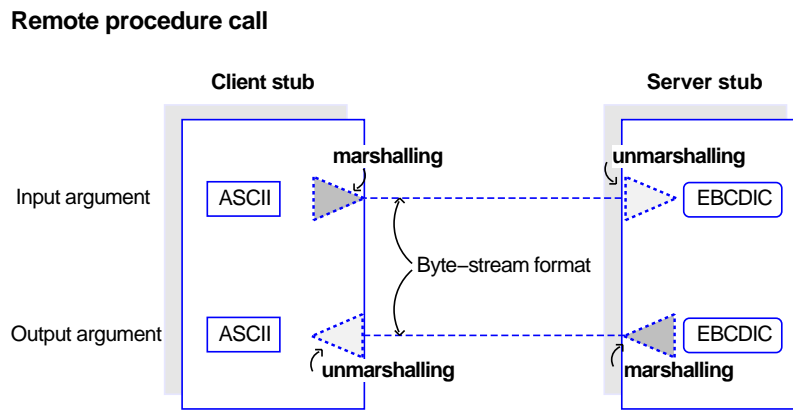 Remote procedure call
Client stub
Server stub
marshalling
unmarshalling
Input argument
ASCII
EBCDIC
Byte–stream format
Output argument
ASCII
EBCDIC
unmarshalling
marshalling